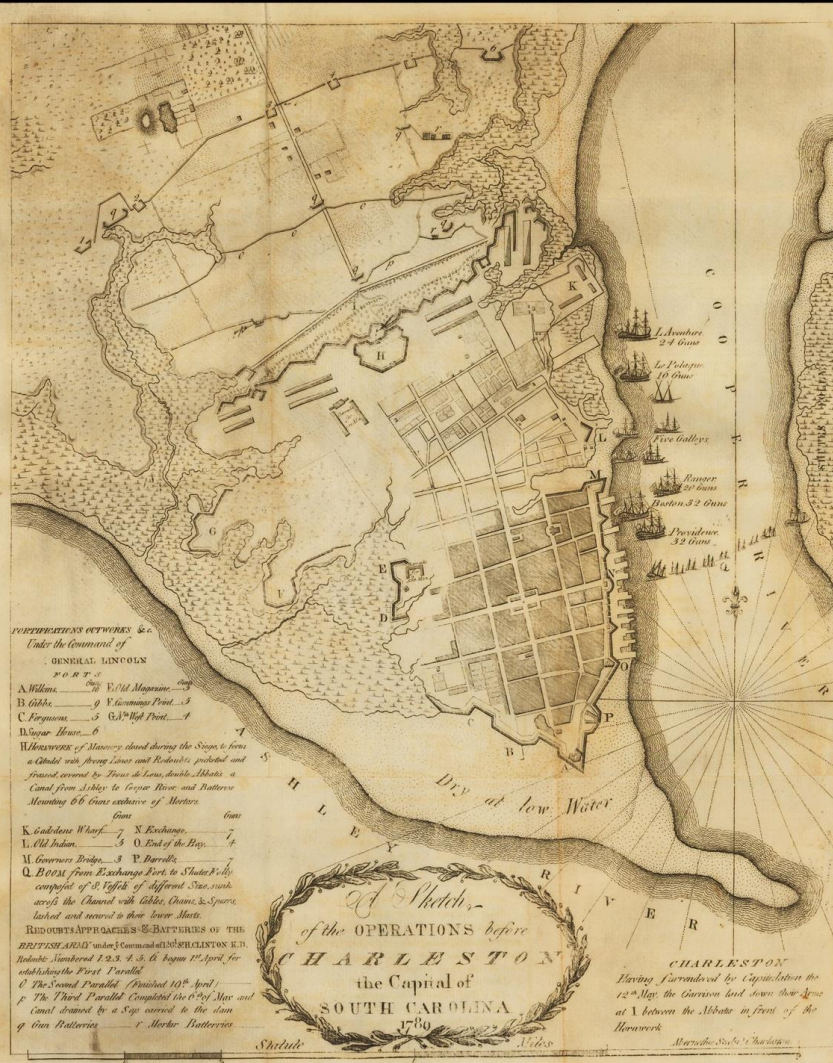 L'Aventure
24 Guns
Le Polaque
16 Guns
Five Galleys
Ranger
20 Guns
Boston 32 Guns
Providence
32 Guns
COOPER RIVER
K
I
H
L
M
G
F
E
D
N
O
C
B
A
P
Q
Dry at low Water
ASHLEY RIVER
FORTIFICATIONS OUTWORKS &c.
Under the Command of
GENERAL LINCOLN
FORTS
Guns Guns
A. Wilkins 16 E. Old Magazine 5
B. Gibbs 9 F. Cummings Point 5
C. Fergusons 5 G. N. West Point 4
D. Sugar House 6
H HORNWORK of Masonry closed during the Siege, to form
a Citadel with strong Lines and Redoubts, picketed and
fraised, covered by Trous de Loup, double Abbatis, a
Canal from Ashley to Cooper River, and Batteries
Mounting 66 Guns exclusive of Mortars.
Guns Guns
K. Gadsdens Wharf 7 N. Exchange 7
L. Old Indian 5 O. End of the Bay 4
M. Governors Bridge 3 P. Darrells 7
Q. BOOM from Exchange Fort, to Shutes Folly
composed of 8 Vessels of different Size, sunk
across the Channel with Cables, Chains, & Spars,
lashed and secured to their lower Masts.
REDOUBTS APPROACHES & BATTERIES OF THE
BRITISH ARMY under ye Command of Lt. Gl. Sr. H. CLINTON K.B.
Redoubt Numbered 1. 2. 3. 4. 5. 6. begun 1st April for
establishing the First Parallel
O The Second Parallel (Finished 19th April)
p The Third Parallel Completed the 6th of May and
Canal drained by a Sap carried to the dam
q Gun Batteries r Mortar Batteries
A Sketch
of the OPERATIONS before
CHARLESTON
the Capital of
SOUTH CAROLINA
1780
Statute Miles
CHARLESTON
Having surrendered by Capitulation the
12th May, the Garrison laid down their Arms
at I between the Abbatis in front of the
Hornwork